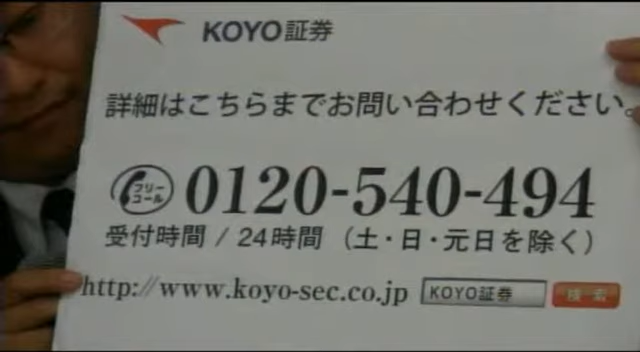 KOYO証券
詳細はこちらまでお問い合わせください。
フリーコール 0120-540-494
受付時間 / 24時間 (土・日・元日を除く)
http://www.koyo-sec.co.jp KOYO証券 検索